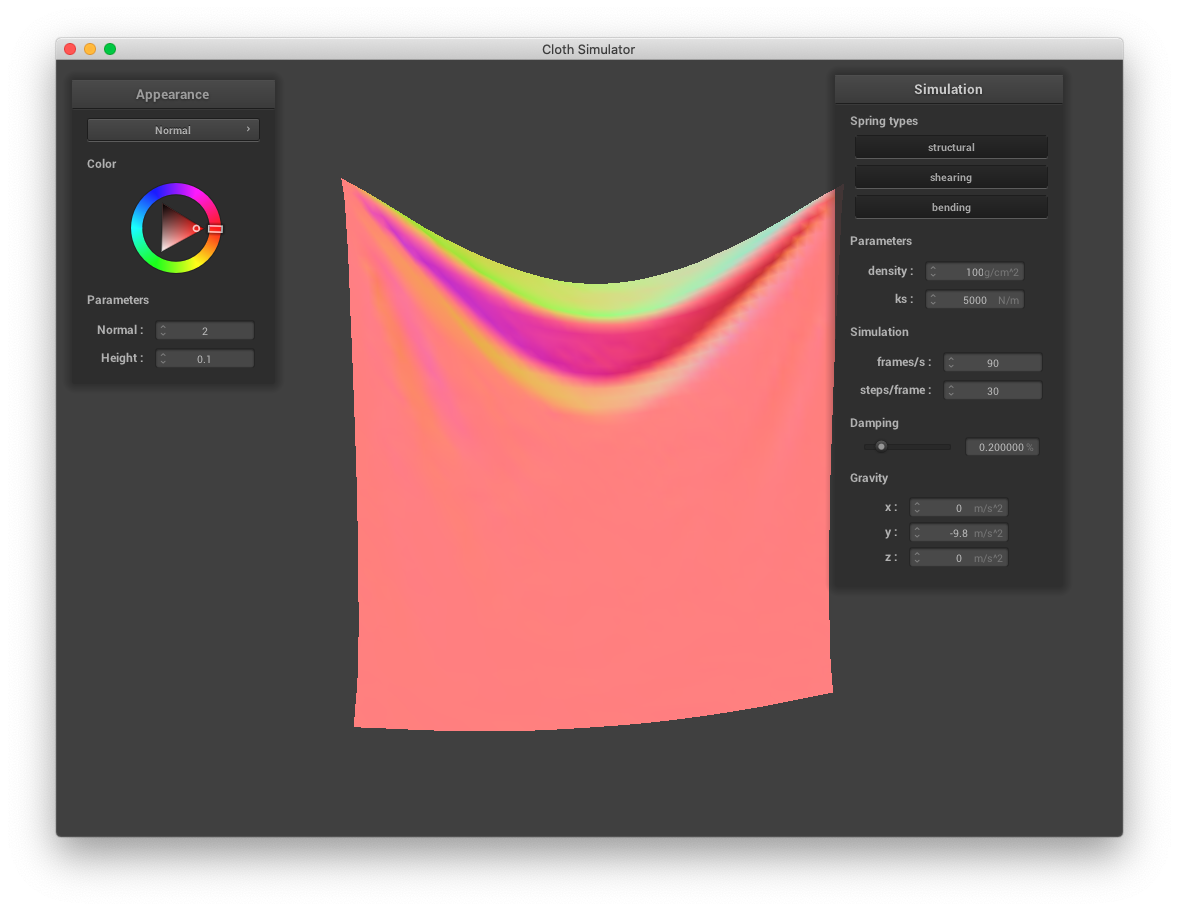 Cloth Simulator
Appearance
Normal ›
Color
Parameters
Normal : 2
Height : 0.1
Simulation
Spring types
structural
shearing
bending
Parameters
density : 100g/cm^2
ks : 5000 N/m
Simulation
frames/s : 90
steps/frame : 30
Damping
0.200000 %
Gravity
x : 0 m/s^2
y : -9.8 m/s^2
z : 0 m/s^2